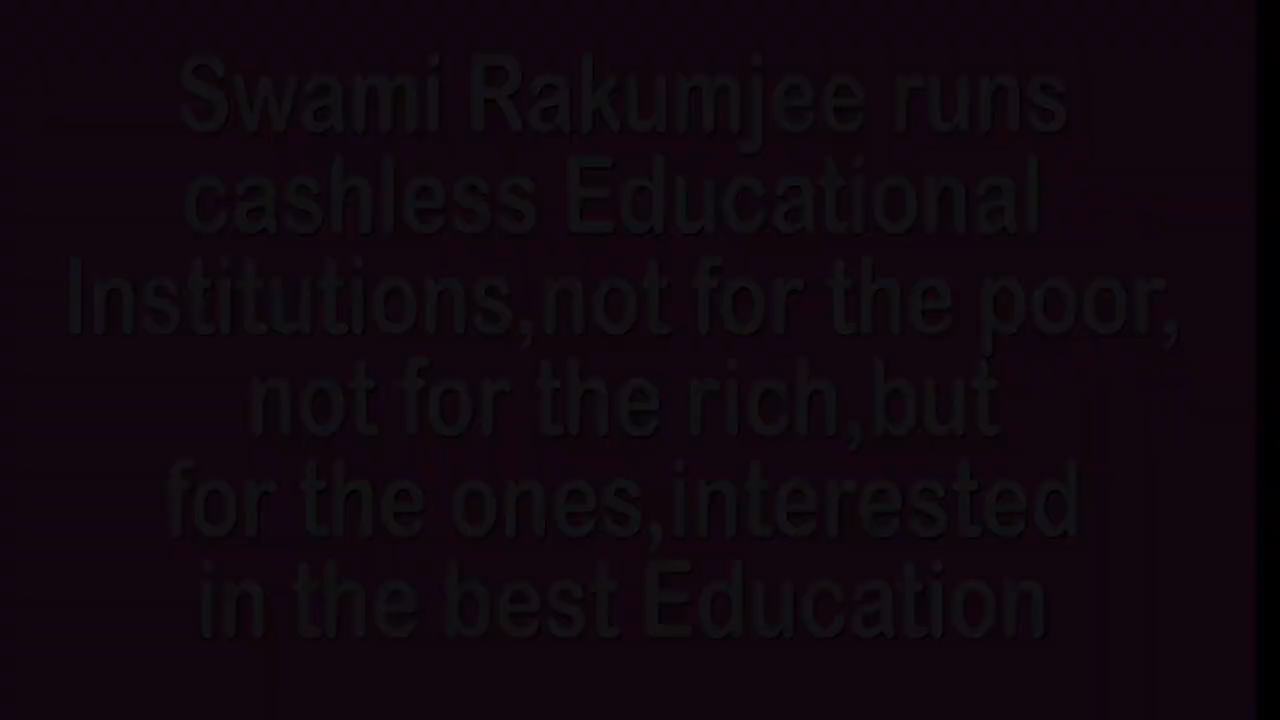 Swami Rakumjee runs
cashless Educational
Institutions,not for the poor,
not for the rich,but
for the ones,interested
in the best Education